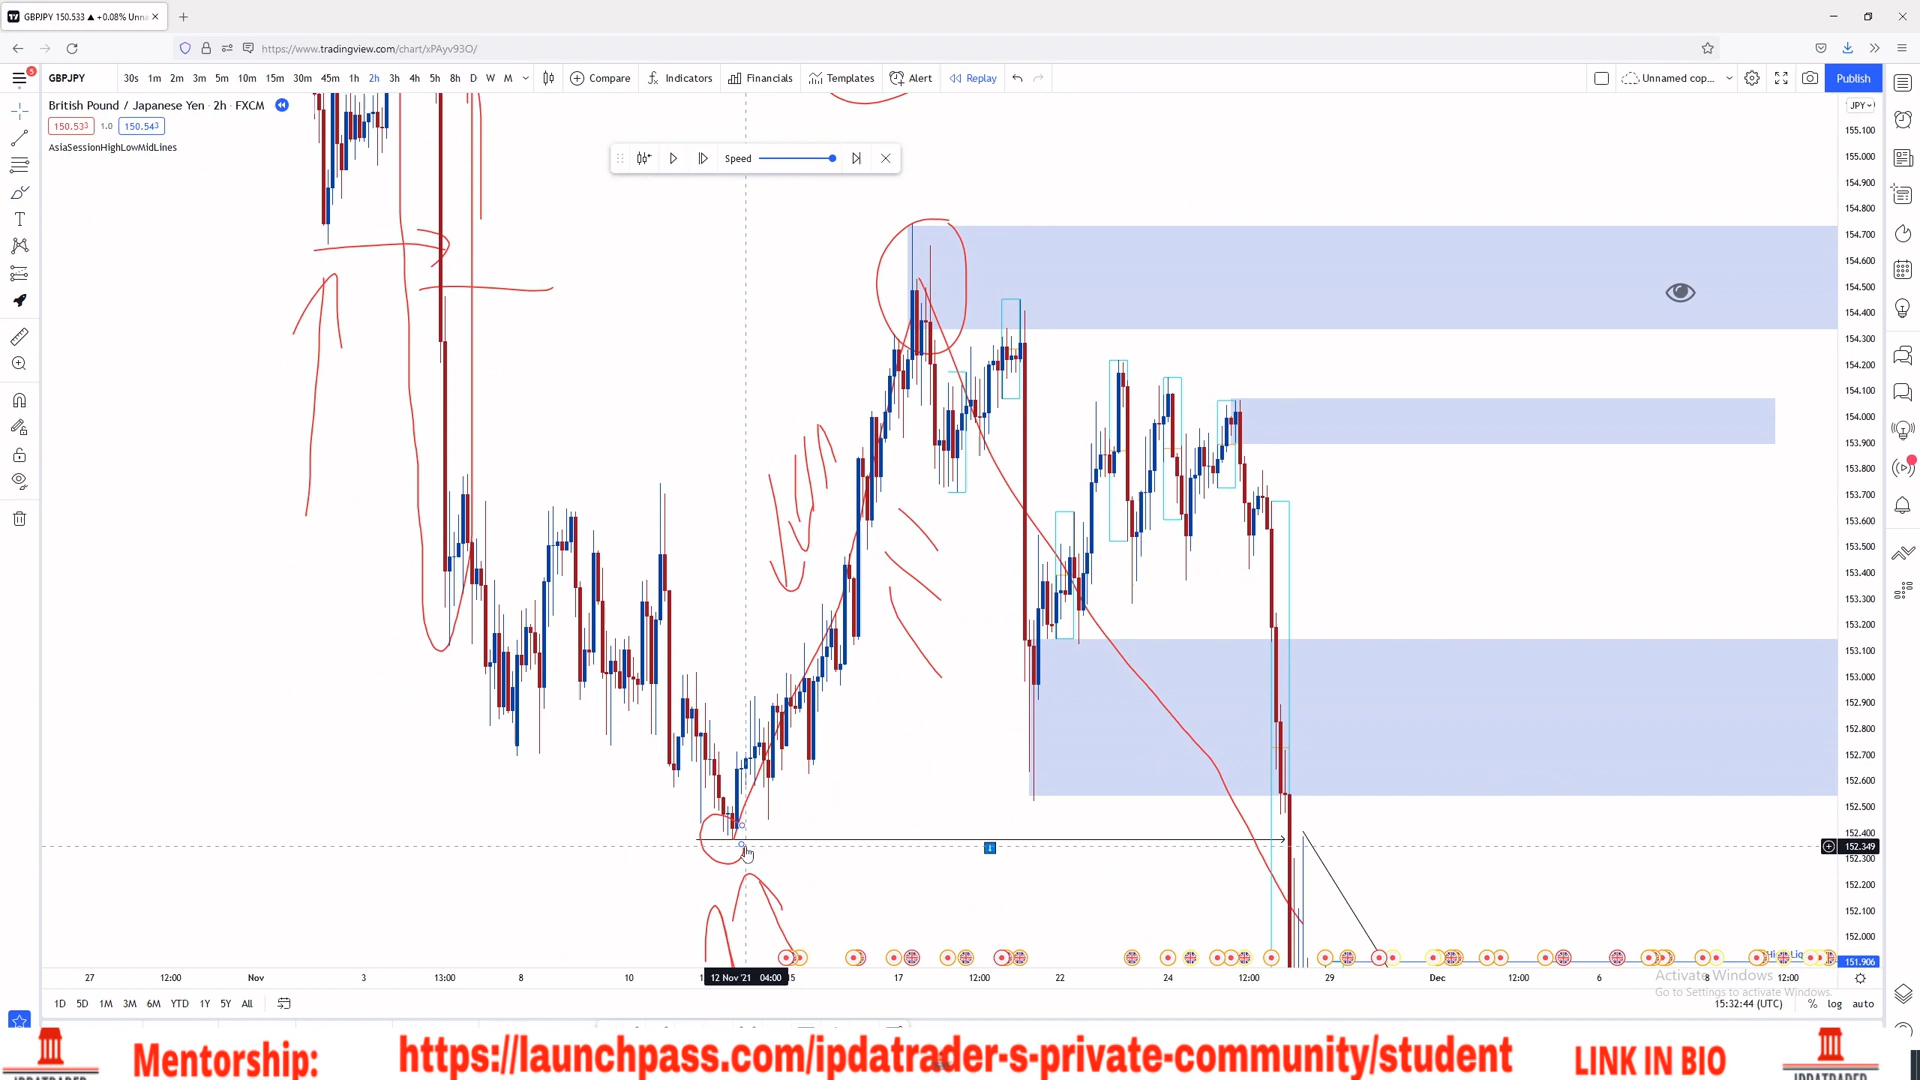 GBPJPY 150.533 ▲ +0.08% Unna
https://www.tradingview.com/chart/xPAyv93O/
GBPJPY 30s 1m 2m 3m 5m 10m 15m 30m 45m 1h 2h 3h 4h 5h 8h D W M Compare Indicators Financials Templates Alert Replay Unnamed cop... Publish
British Pound / Japanese Yen · 2h · FXCM
150.533 1.0 150.543
AsiaSessionHighLowMidLines
Speed
JPY
155.100
155.000
154.900
154.800
154.700
154.600
154.500
154.400
154.300
154.200
154.100
154.000
153.900
153.800
153.700
153.600
153.500
153.400
153.300
153.200
153.100
153.000
152.900
152.800
152.700
152.600
152.500
152.400
152.349
152.300
152.200
152.100
152.000
151.906
27 12:00 Nov 3 13:00 8 10 12 Nov '21 04:00 17 12:00 22 24 12:00 29 Dec 12:00 6 8 12:00
Activate Windows
Go to Settings to activate Windows.
1D 5D 1M 3M 6M YTD 1Y 5Y All 15:32:44 (UTC) % log auto
Mentorship: https://launchpass.com/ipdatrader-s-private-community/student LINK IN BIO
IPDATRADER IPDATRADER